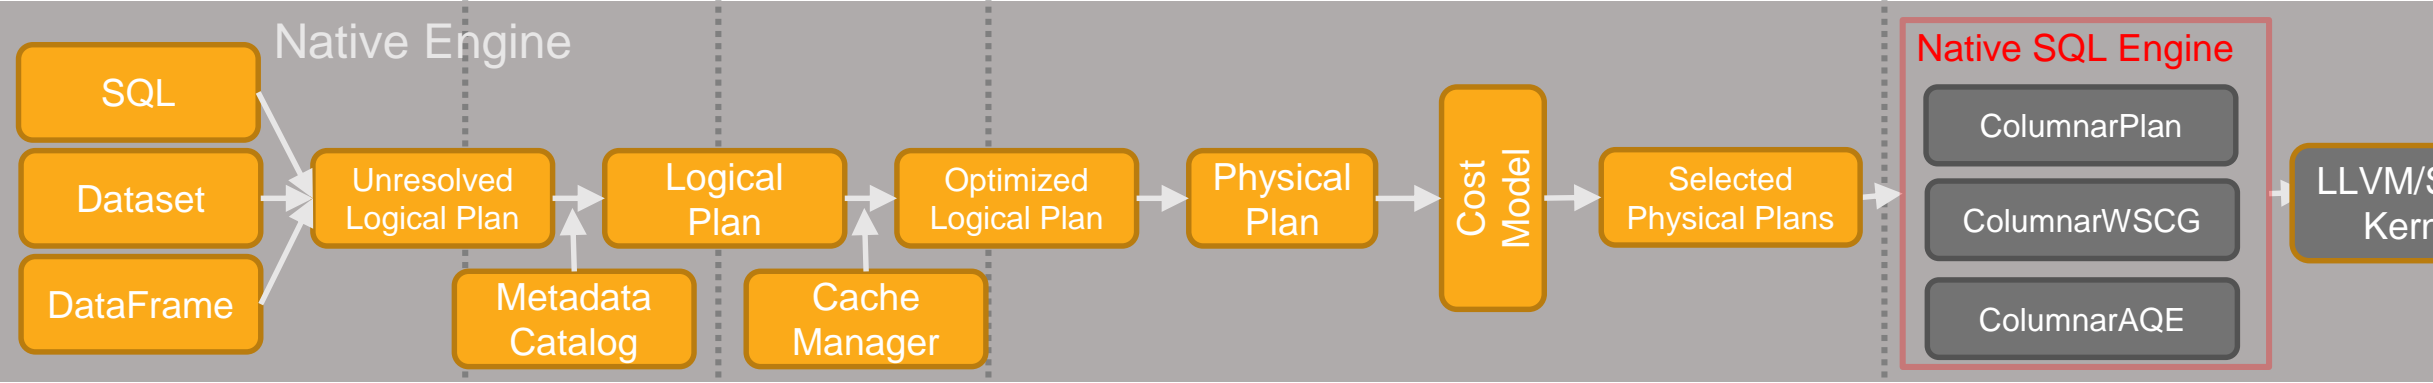 Native Engine
SQL
Dataset
DataFrame
Unresolved
Logical Plan
Metadata
Catalog
Logical
Plan
Cache
Manager
Optimized
Logical Plan
Physical
Plan
Cost
Model
Selected
Physical Plans
Native SQL Engine
ColumnarPlan
ColumnarWSCG
ColumnarAQE